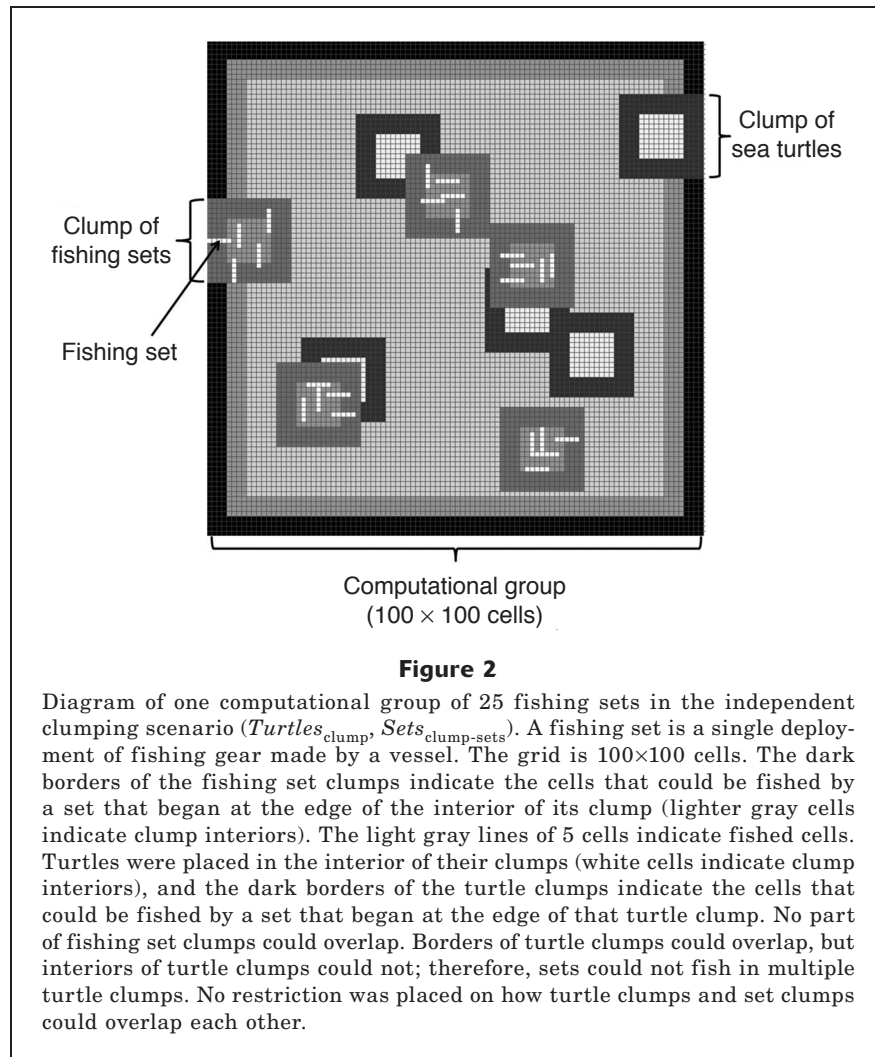 Clump of
sea turtles
Clump of
fishing sets
Fishing set
Computational group
(100 × 100 cells)
Figure 2
Diagram of one computational group of 25 fishing sets in the independent
clumping scenario (Turtles clump, Sets clump-sets). A fishing set is a single deploy-
ment of fishing gear made by a vessel. The grid is 100×100 cells. The dark
borders of the fishing set clumps indicate the cells that could be fished by
a set that began at the edge of the interior of its clump (lighter gray cells
indicate clump interiors). The light gray lines of 5 cells indicate fished cells.
Turtles were placed in the interior of their clumps (white cells indicate clump
interiors), and the dark borders of the turtle clumps indicate the cells that
could be fished by a set that began at the edge of that turtle clump. No part
of fishing set clumps could overlap. Borders of turtle clumps could overlap, but
interiors of turtle clumps could not; therefore, sets could not fish in multiple
turtle clumps. No restriction was placed on how turtle clumps and set clumps
could overlap each other.